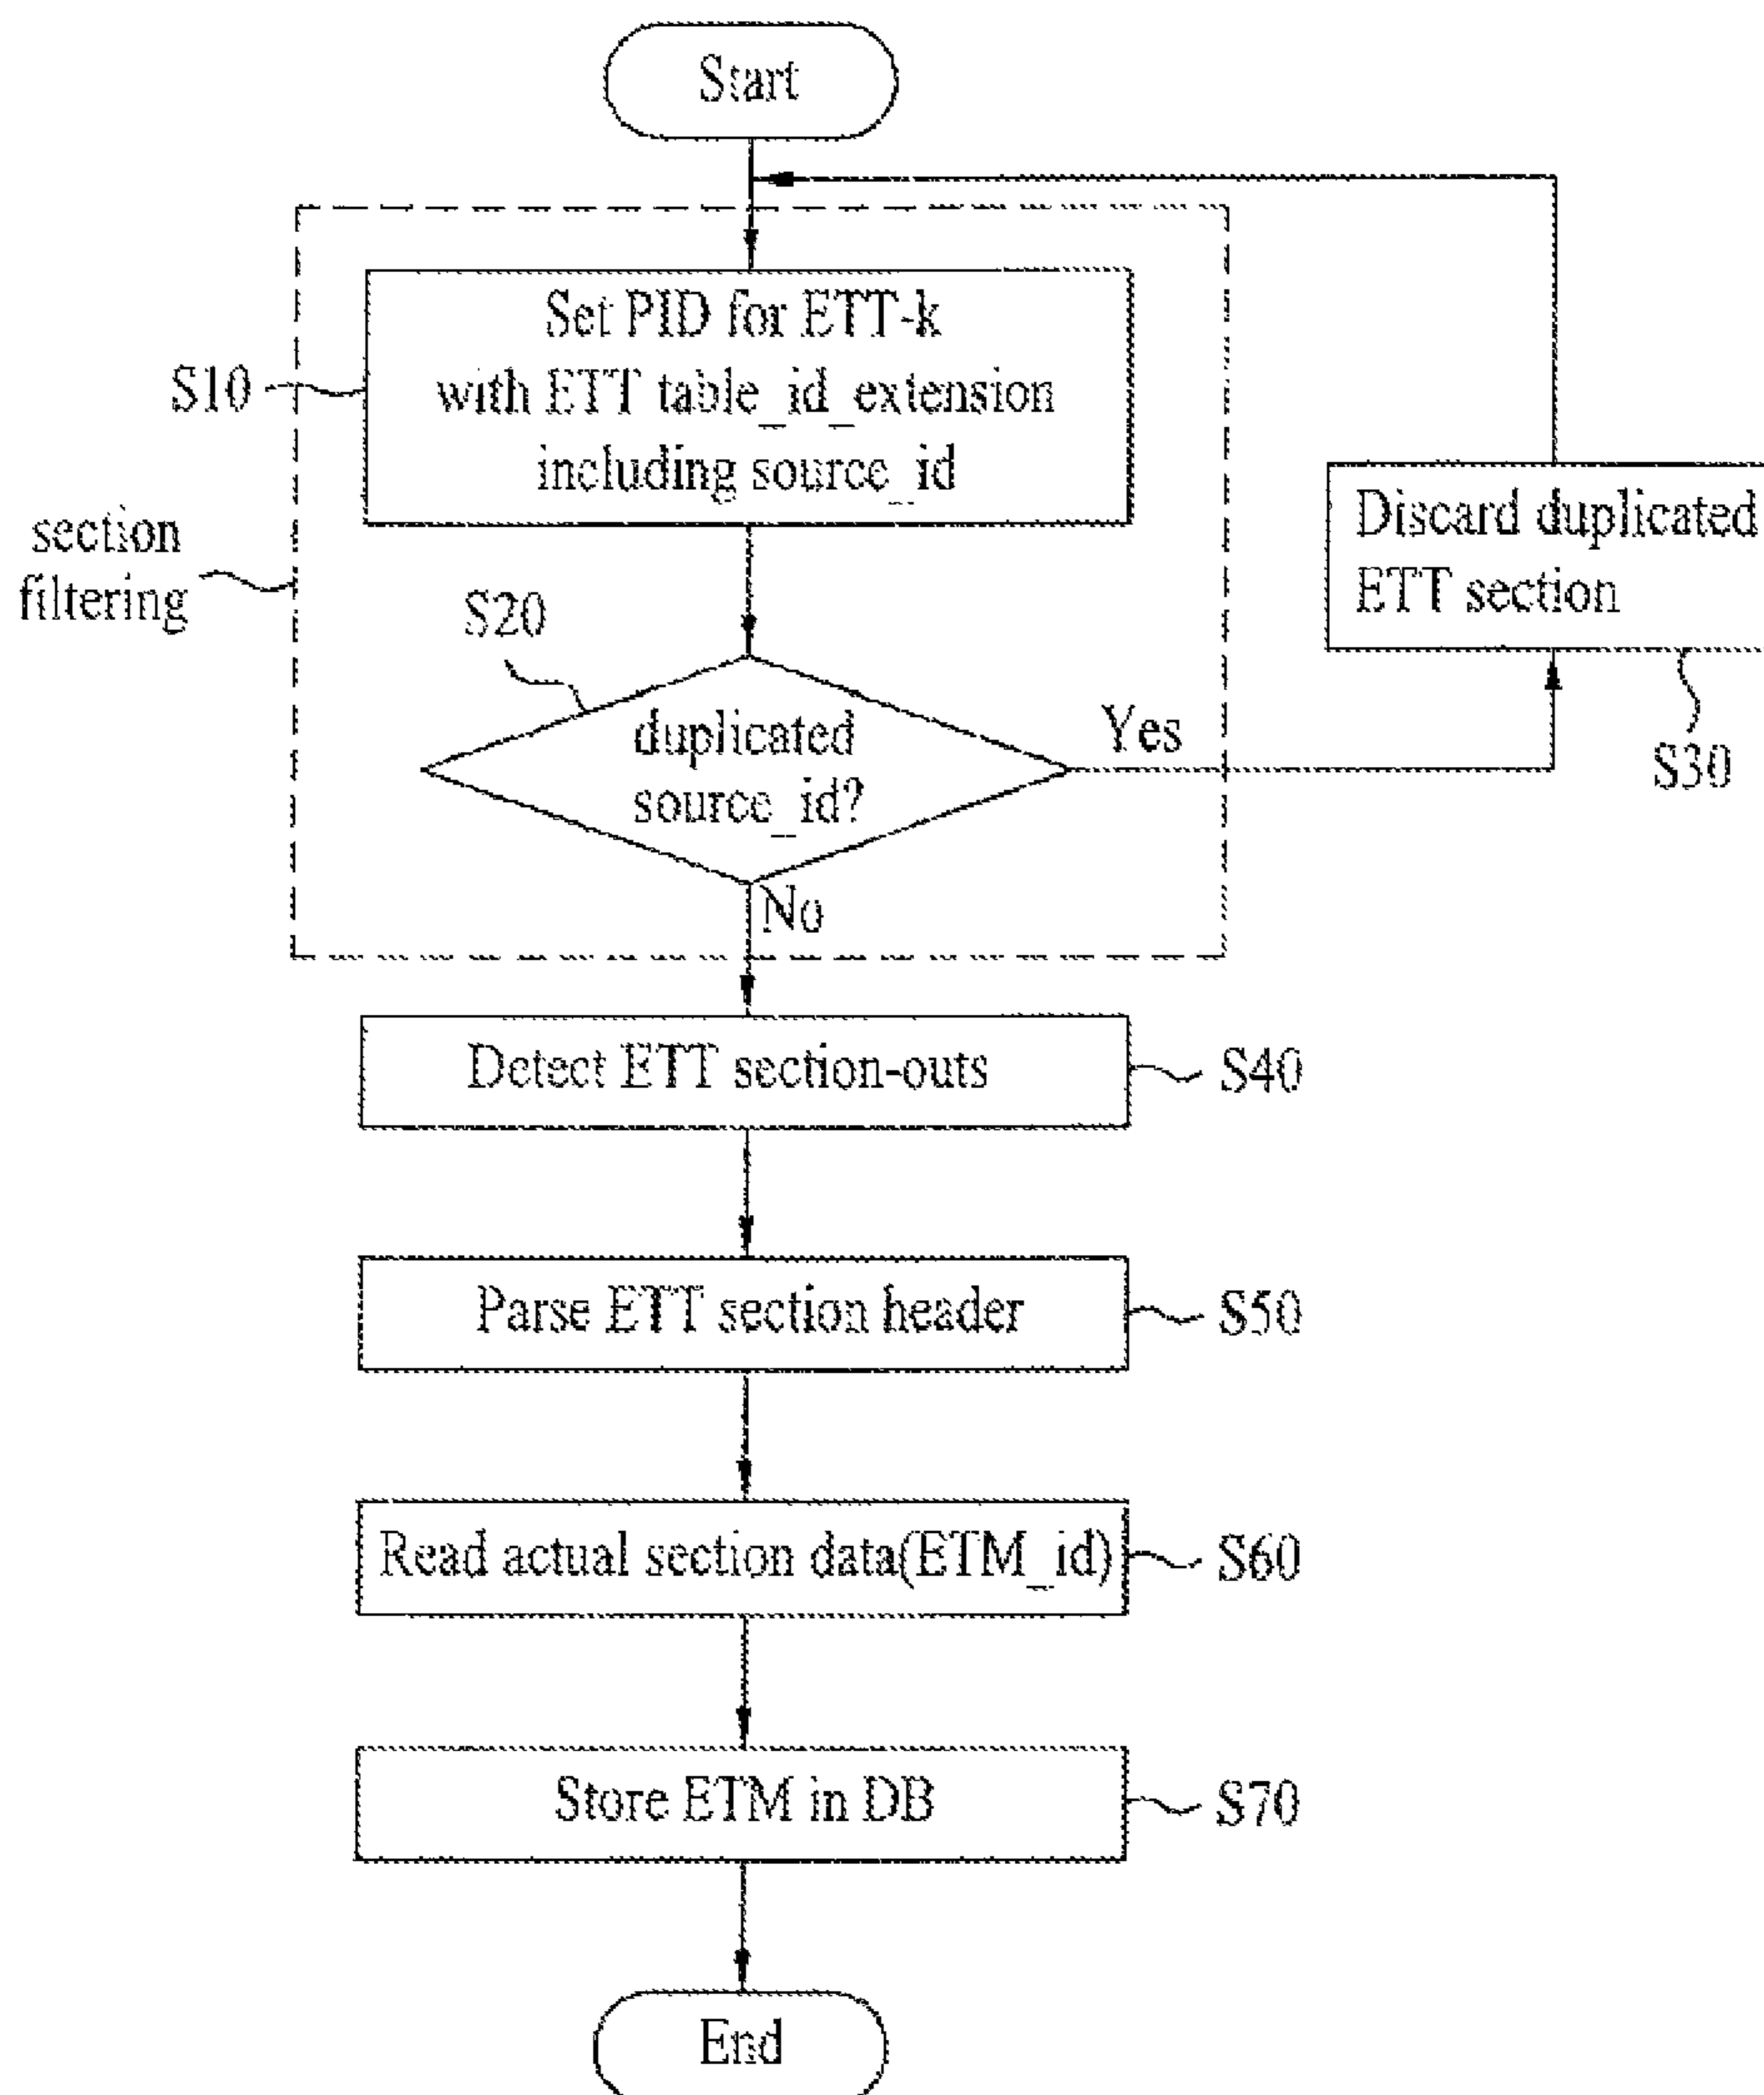 Start
Set PID for ETT-k
with ETT table_id_extension
including source_id
S10
section
filtering
Discard duplicated
ETT section
S30
S20
duplicated
source_id?
Yes
No
Detect ETT section-outs
S40
Parse ETT section header
S50
Read actual section data(ETM_id)
S60
Store ETM in DB
S70
End